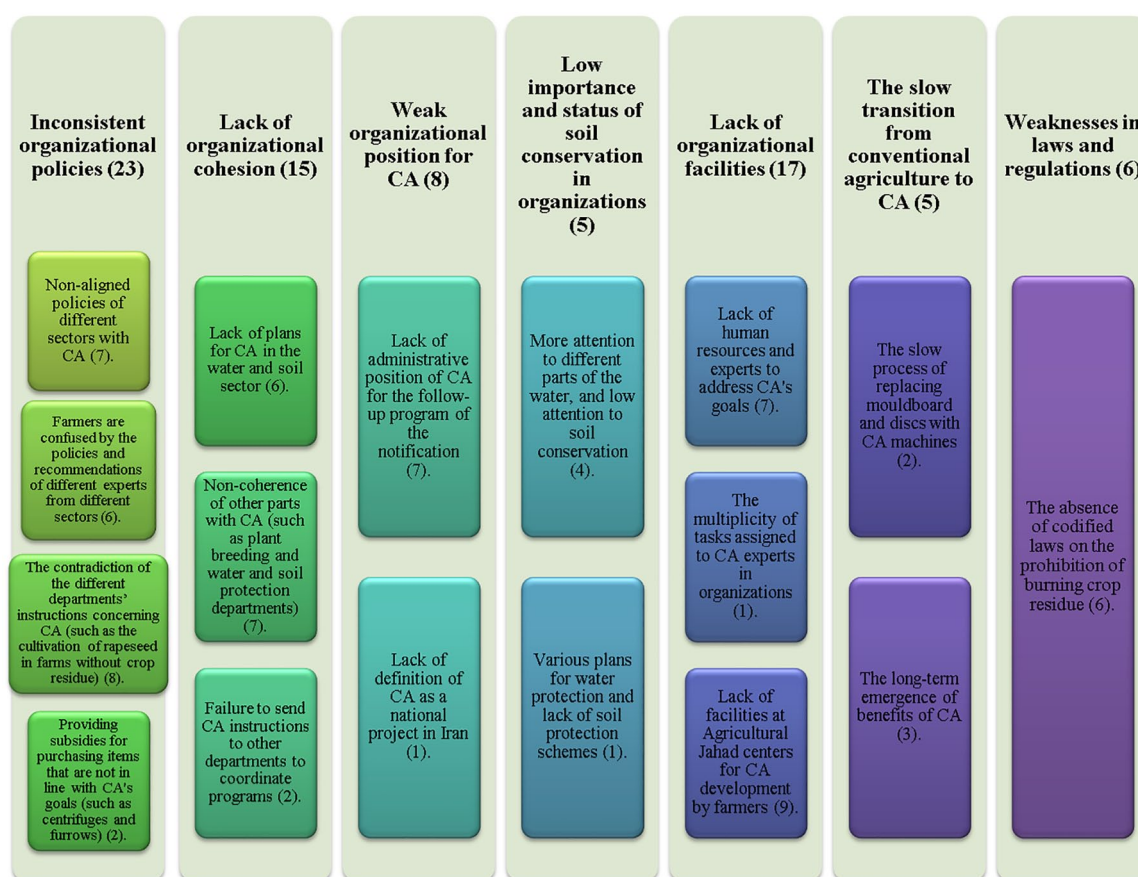 Inconsistent
organizational
policies (23)
Non-aligned
policies of
different
sectors with
CA (7).
Farmers are
confused by the
policies and
recommendations
of different experts
from different
sectors (6).
The contradiction of
the different
departments’
instructions concerning
CA (such as the
cultivation of rapeseed
in farms without crop
residue) (8).
Providing
subsidies for
purchasing items
that are not in
line with CA's
goals (such as
centrifuges and
furrows) (2).
Lack of
organizational
cohesion (15)
Lack of plans
for CA in the
water and soil
sector (6).
Non-coherence
of other parts
with CA (such
as plant
breeding and
water and soil
protection
departments)
(7).
Failure to send
CA instructions
to other
departments to
coordinate
programs (2).
Weak
organizational
position for
CA (8)
Lack of
administrative
position of CA
for the follow-
up program of
the
notification
(7).
Lack of
definition of
CA as a
national
project in Iran
(1).
Low
importance
and status of
soil
conservation
in
organizations
(5)
More attention
to different
parts of the
water, and low
attention to
soil
conservation
(4).
Various plans
for water
protection and
lack of soil
protection
schemes (1).
Lack of
organizational
facilities (17)
Lack of
human
resources and
experts to
address CA's
goals (7).
The
multiplicity of
tasks assigned
to CA experts
in
organizations
(1).
Lack of
facilities at
Agricultural
Jahad centers
for CA
development
by farmers (9).
The slow
transition
from
conventional
agriculture to
CA (5)
The slow
process of
replacing
mouldboard
and discs with
CA machines
(2).
The long-term
emergence of
benefits of CA
(3).
Weaknesses in
laws and
regulations (6)
The absence
of codified
laws on the
prohibition of
burning crop
residue (6).